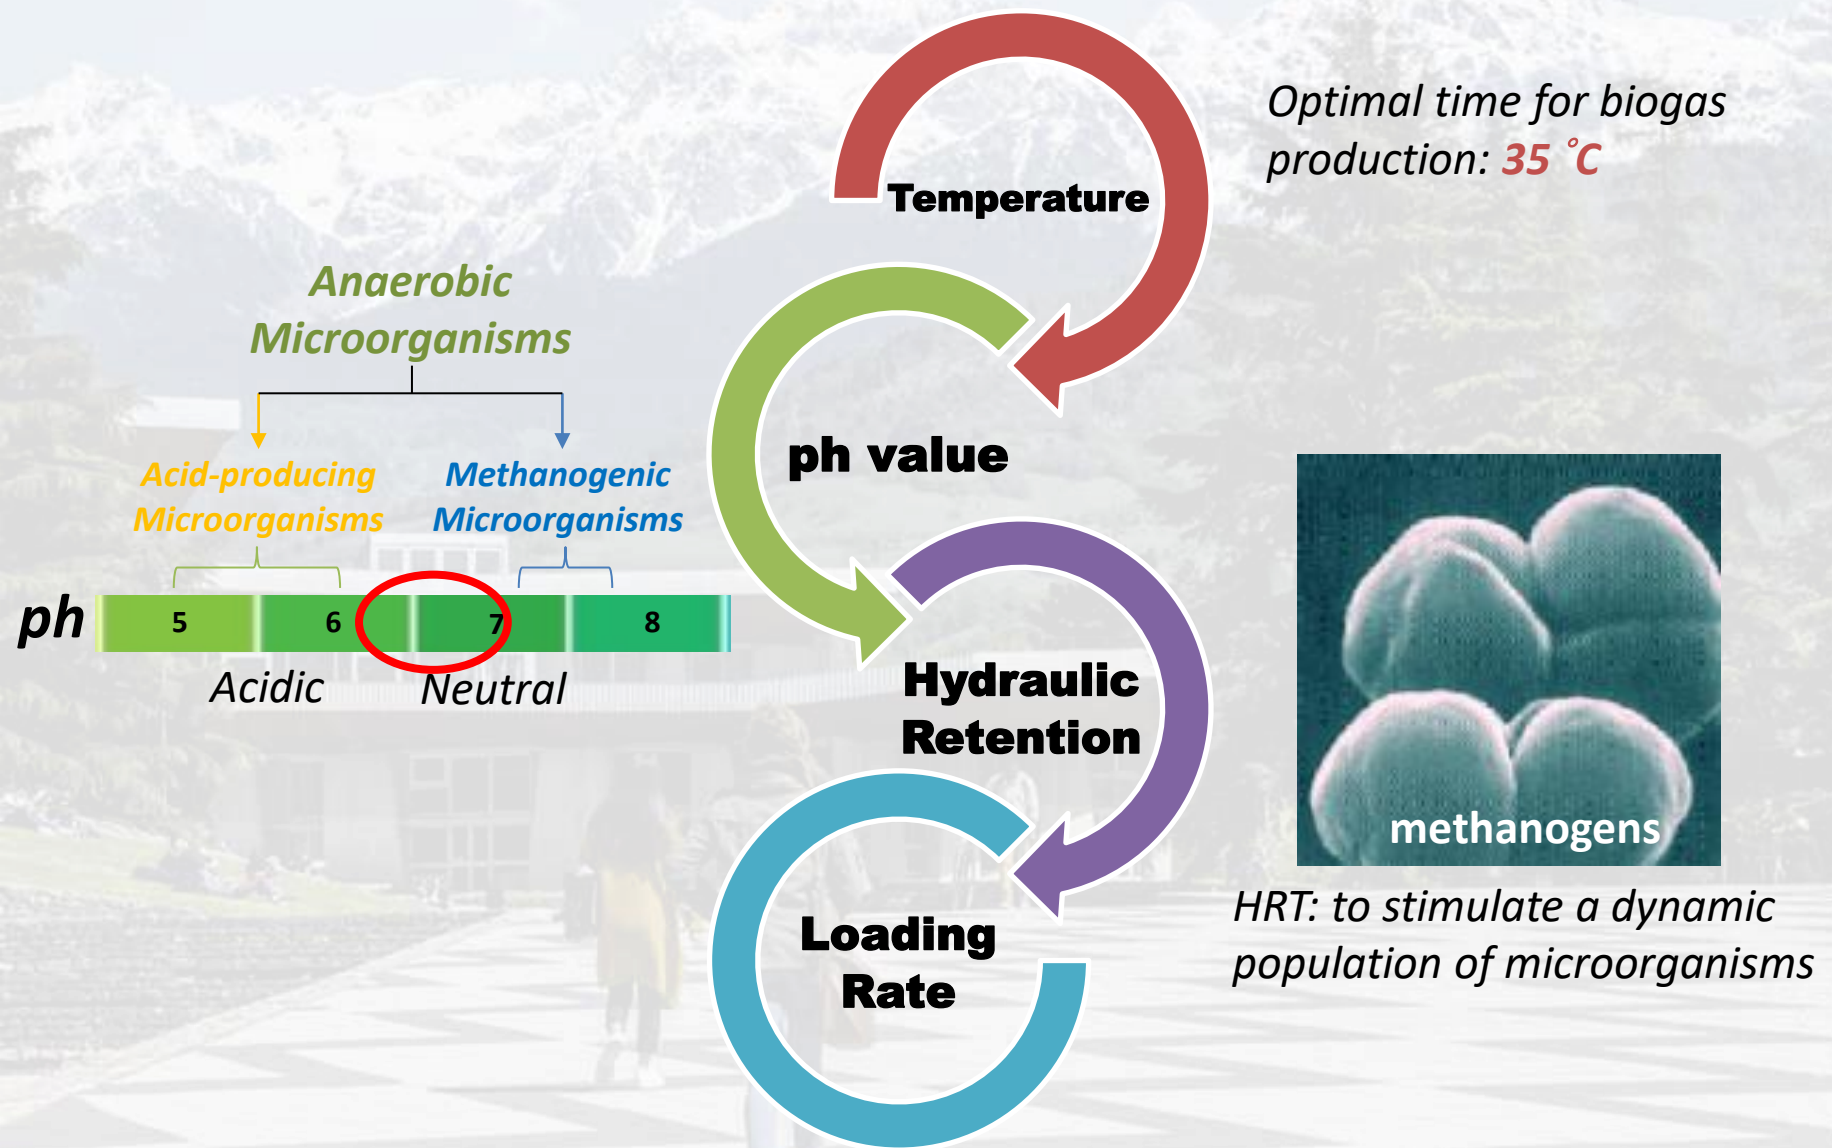 Optimal time for biogas
production: 35 °C
Temperature
Anaerobic
Microorganisms
Acid-producing
Microorganisms
Methanogenic
Microorganisms
ph value
ph 5 6 7 8
Acidic Neutral
Hydraulic
Retention
methanogens
HRT: to stimulate a dynamic
population of microorganisms
Loading
Rate